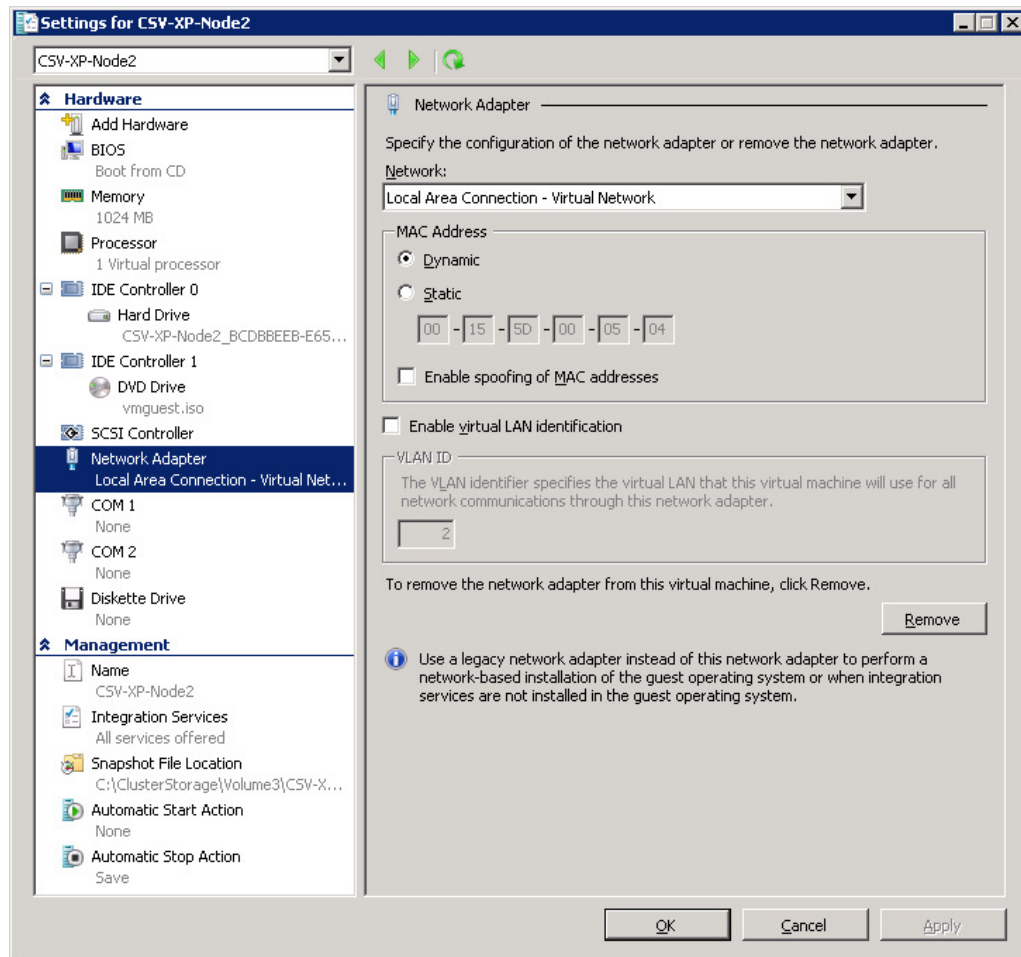 Settings for CSV-XP-Node2
CSV-XP-Node2
Hardware
Add Hardware
BIOS
Boot from CD
Memory
1024 MB
Processor
1 Virtual processor
IDE Controller 0
Hard Drive
CSV-XP-Node2_BCDBBEEB-E65...
IDE Controller 1
DVD Drive
vmguest.iso
SCSI Controller
Network Adapter
Local Area Connection - Virtual Net...
COM 1
None
COM 2
None
Diskette Drive
None
Management
Name
CSV-XP-Node2
Integration Services
All services offered
Snapshot File Location
C:\ClusterStorage\Volume3\CSV-X...
Automatic Start Action
None
Automatic Stop Action
Save
Network Adapter
Specify the configuration of the network adapter or remove the network adapter.
Network:
Local Area Connection - Virtual Network
MAC Address
Dynamic
Static
00 - 15 - 5D - 00 - 05 - 04
Enable spoofing of MAC addresses
Enable virtual LAN identification
VLAN ID
The VLAN identifier specifies the virtual LAN that this virtual machine will use for all
network communications through this network adapter.
2
To remove the network adapter from this virtual machine, click Remove.
Remove
Use a legacy network adapter instead of this network adapter to perform a
network-based installation of the guest operating system or when integration
services are not installed in the guest operating system.
OK
Cancel
Apply